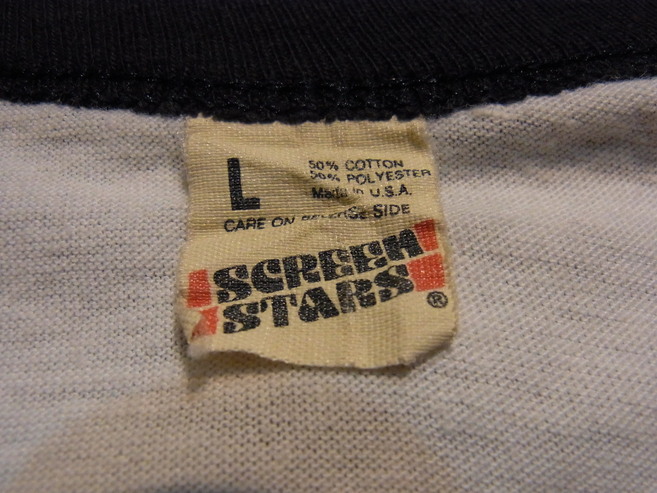 L
50% COTTON
50% POLYESTER
Made in U.S.A.
CARE ON REVERSE SIDE
SCREEN
STARS®